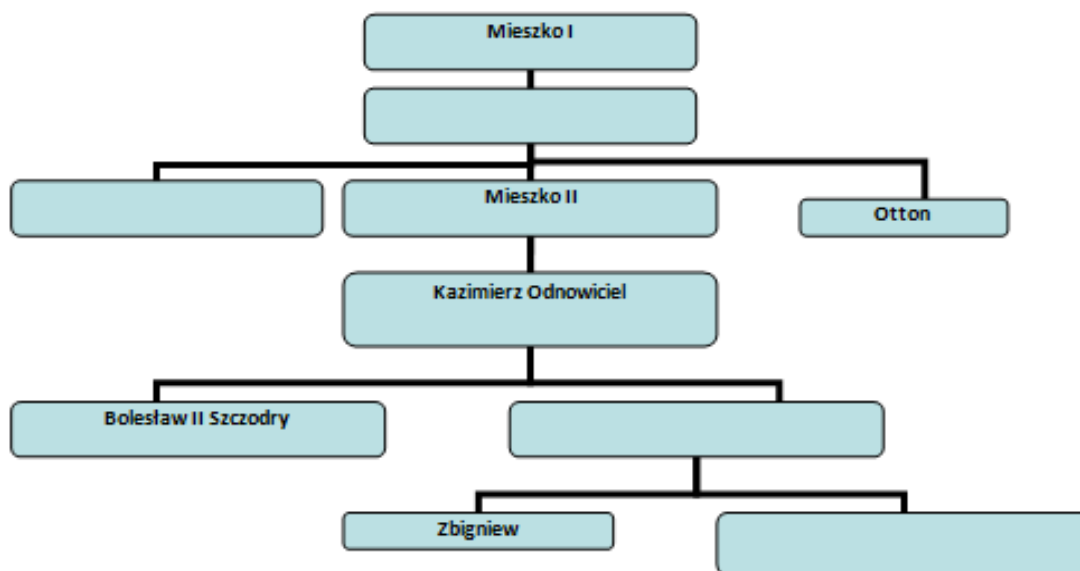 Mieszko I
Mieszko II
Otton
Kazimierz Odnowiciel
Bolesław II Szczodry
Zbigniew